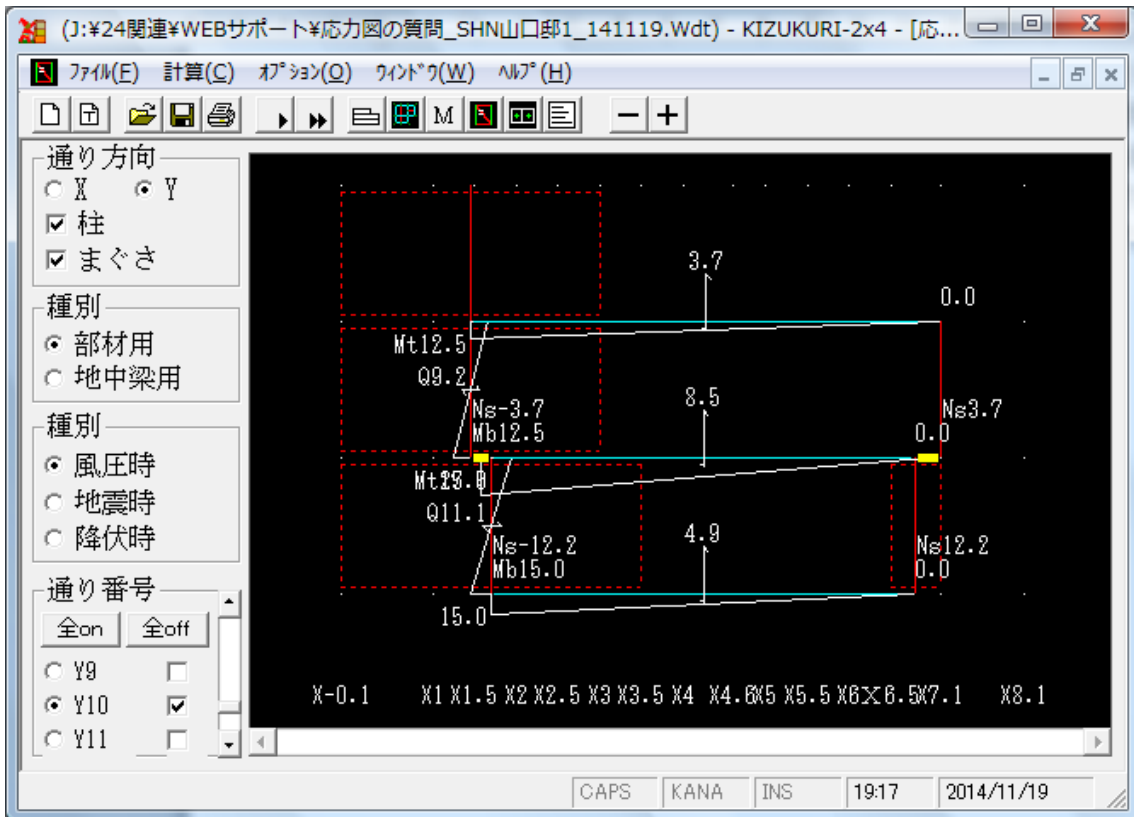 (J:¥24関連¥WEBサポート¥応力図の質問_SHN山口邸1_141119.Wdt) - KIZUKURI-2x4 - [応...
ファイル(F) 計算(C) オプション(O) ウィンドウ(W) ヘルプ(H)
M
通り方向
X Y
柱
まぐさ
種別
部材用
地中梁用
種別
風圧時
地震時
降伏時
通り番号
全on 全off
Y9
Y10
Y11
3.7
0.0
Mt12.5
Q9.2
Ns-3.7
Mb12.5
8.5
Ns3.7
0.0
Q11.1
Ns-12.2
Mb15.0
4.9
Ns12.2
0.0
15.0
X-0.1 X1 X1.5 X2 X2.5 X3 X3.5 X4 X4.6 X5 X5.5 X6 X6.5 X7.1 X8.1
CAPS KANA INS 19:17 2014/11/19